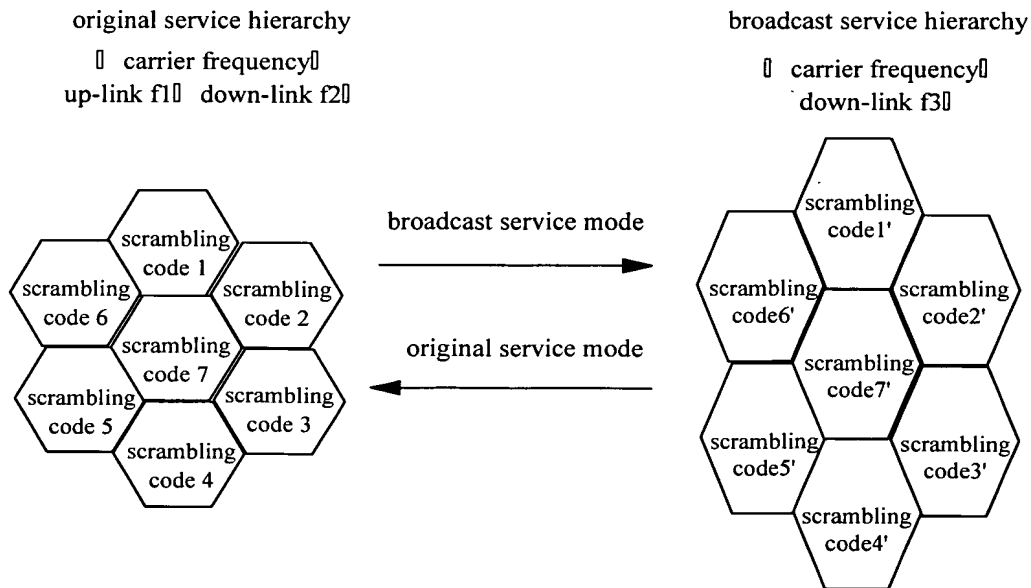 original service hierarchy
▯ carrier frequency▯
up-link f1▯ down-link f2▯
broadcast service hierarchy
▯ carrier frequency▯
down-link f3▯
scrambling
code 1
scrambling
code 6
scrambling
code 2
scrambling
code 7
scrambling
code 5
scrambling
code 3
scrambling
code 4
broadcast service mode
original service mode
scrambling
code1'
scrambling
code6'
scrambling
code2'
scrambling
code7'
scrambling
code5'
scrambling
code3'
scrambling
code4'